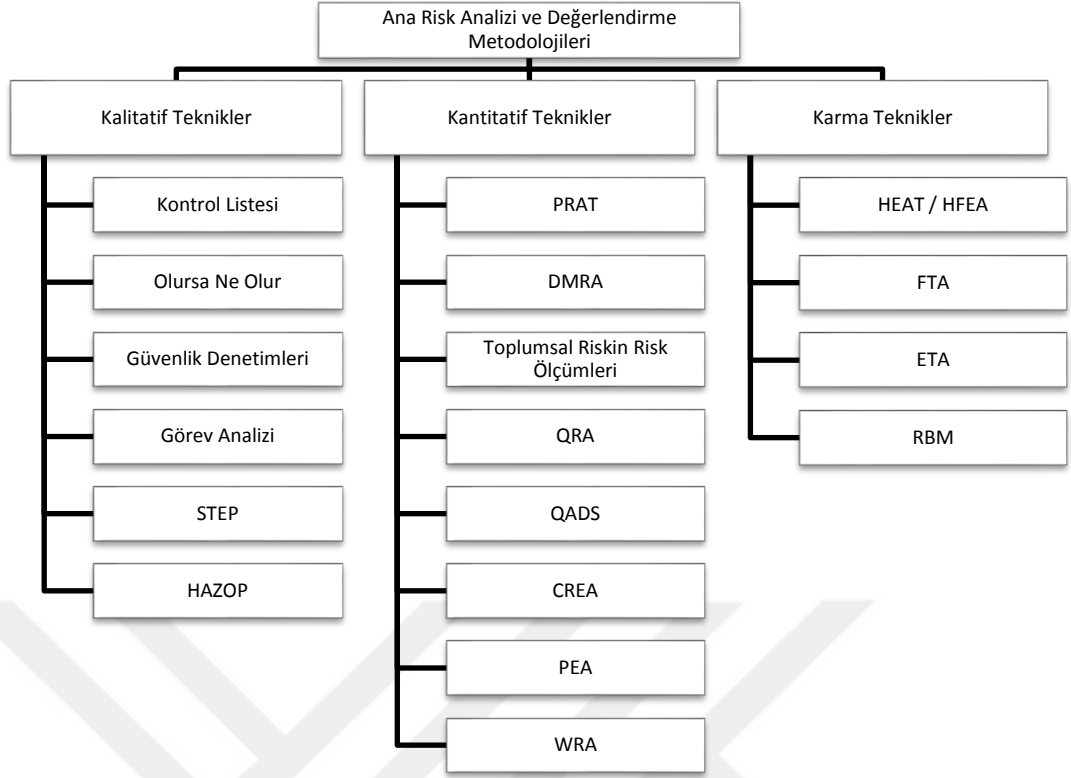 Ana Risk Analizi ve Değerlendirme
Metodolojileri
Kalitatif Teknikler
Kontrol Listesi
Olursa Ne Olur
Güvenlik Denetimleri
Görev Analizi
STEP
HAZOP
Kantitatif Teknikler
PRAT
DMRA
Toplumsal Riskin Risk
Ölçümleri
QRA
QADS
CREA
PEA
WRA
Karma Teknikler
HEAT / HFEA
FTA
ETA
RBM